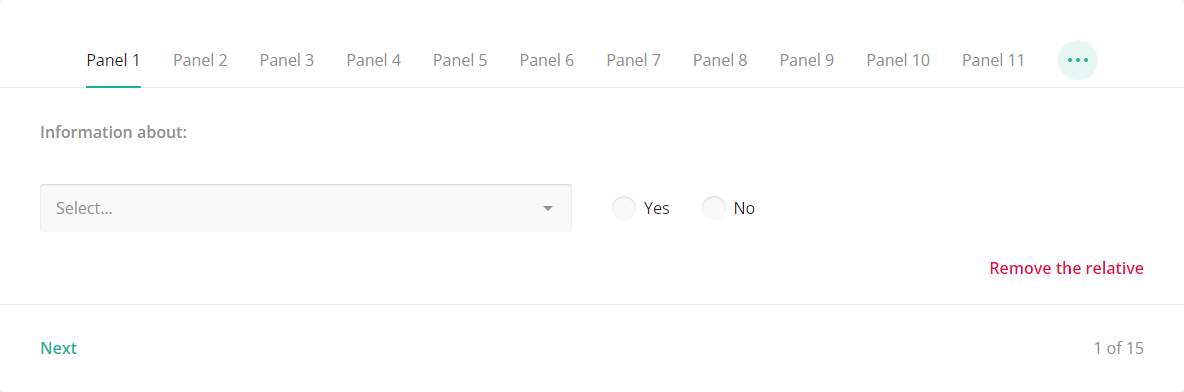 Panel 1 Panel 2 Panel 3 Panel 4 Panel 5 Panel 6 Panel 7 Panel 8 Panel 9 Panel 10 Panel 11
Information about:
Select... Yes No
Remove the relative
Next 1 of 15